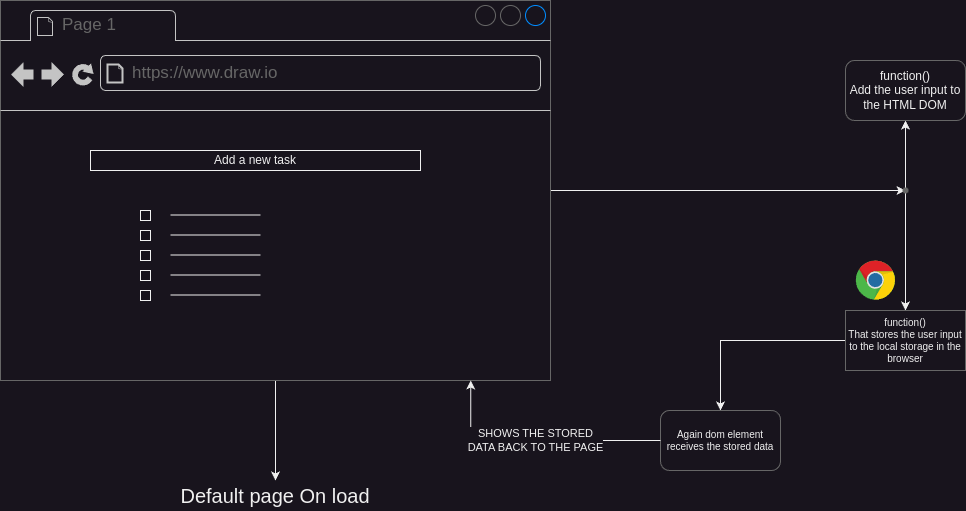 Page 1
https://www.draw.io
Add a new task
function()
Add the user input to
the HTML DOM
function()
That stores the user input
to the local storage in the
browser
Again dom element
receives the stored data
SHOWS THE STORED
DATA BACK TO THE PAGE
Default page On load